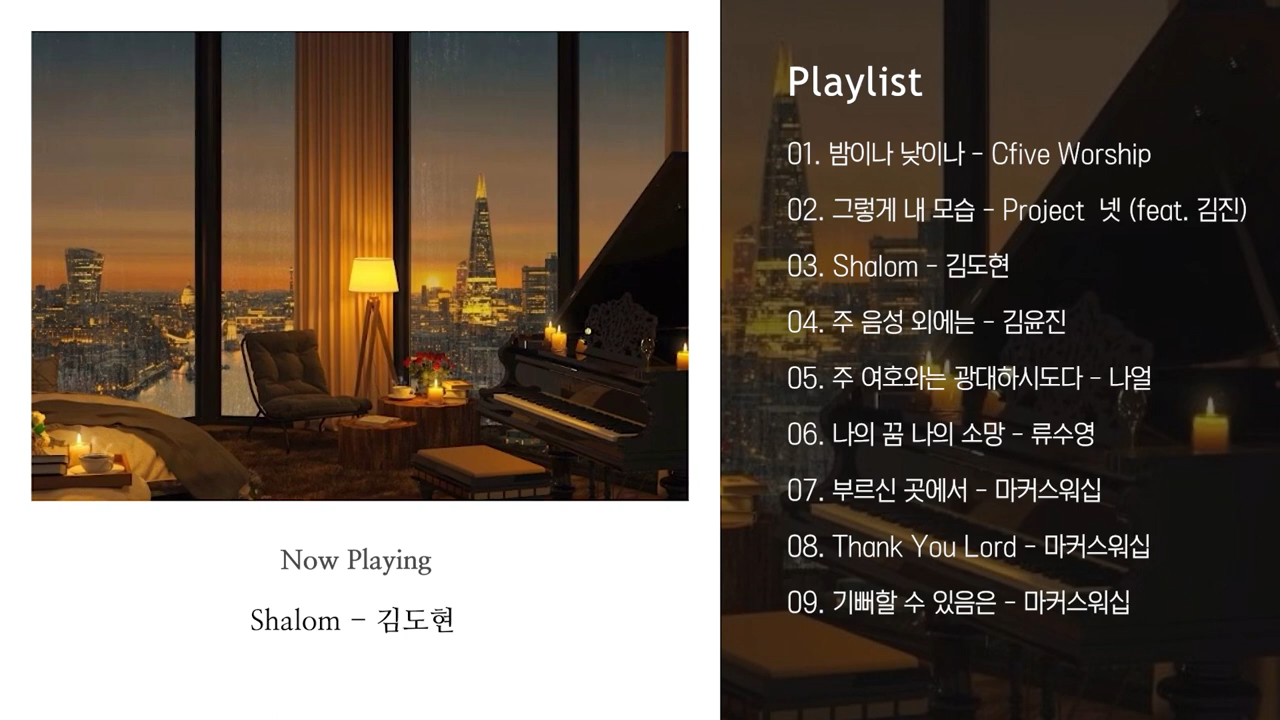 Now Playing
Shalom - 김도현
Playlist
01. 밤이나 낮이나 - Cfive Worship
02. 그렇게 내 모습 - Project 넷 (feat. 김진)
03. Shalom - 김도현
04. 주 음성 외에는 - 김윤진
05. 주 여호와는 광대하시도다 - 나얼
06. 나의 꿈 나의 소망 - 류수영
07. 부르신 곳에서 - 마커스워십
08. Thank You Lord - 마커스워십
09. 기뻐할 수 있음은 - 마커스워십